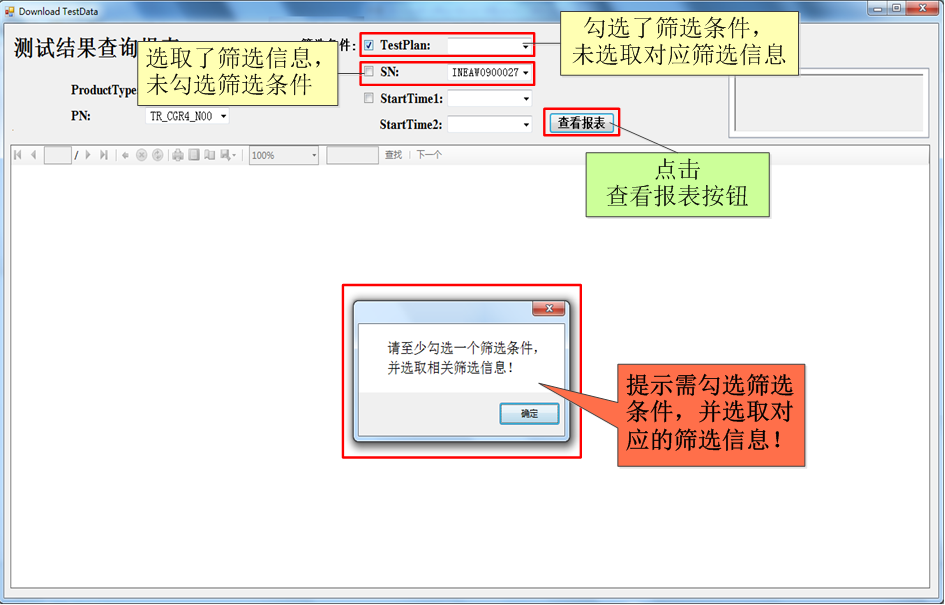 Download TestData
测试结果查询
条件:
TestPlan:
勾选了筛选条件，
未选取对应筛选信息
选取了筛选信息，
未勾选筛选条件
SN:
INEAW0900027
ProductType
StartTime1:
PN:
TR_CGR4_N00
StartTime2:
查看报表
点击
查看报表按钮
/
100%
查找
下一个
请至少勾选一个筛选条件，
并选取相关筛选信息！
确定
提示需勾选筛选
条件，并选取对
应的筛选信息！